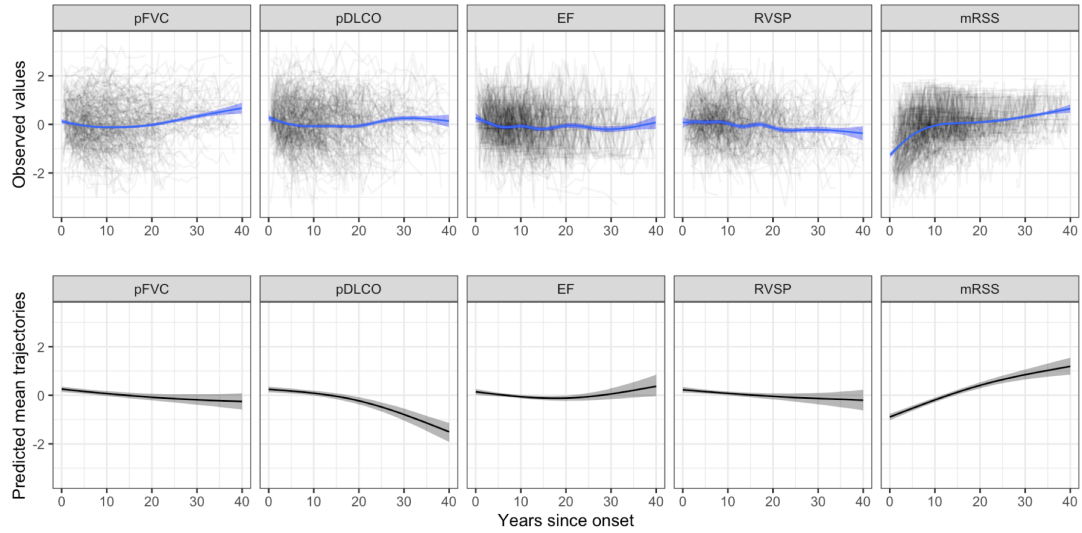 pFVC pDLCO EF RVSP mRSS
Observed values
2
0
-2
0 10 20 30 40 0 10 20 30 40 0 10 20 30 40 0 10 20 30 40 0 10 20 30 40
pFVC pDLCO EF RVSP mRSS
Predicted mean trajectories
2
0
-2
0 10 20 30 40 0 10 20 30 40 0 10 20 30 40 0 10 20 30 40 0 10 20 30 40
Years since onset